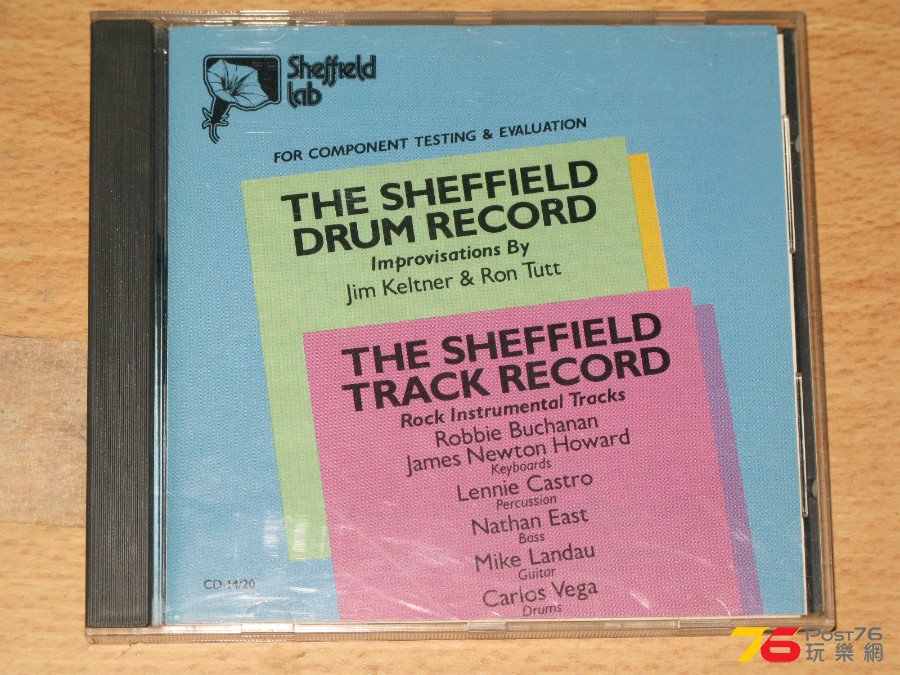 Sheffield
Lab
FOR COMPONENT TESTING & EVALUATION
THE SHEFFIELD
DRUM RECORD
Improvisations By
Jim Keltner & Ron Tutt
THE SHEFFIELD
TRACK RECORD
Rock Instrumental Tracks
Robbie Buchanan
James Newton Howard
Keyboards
Lennie Castro
Percussion
Nathan East
Bass
Mike Landau
Guitar
Carlos Vega
Drums
CD-14/20
76 Post76
玩樂網